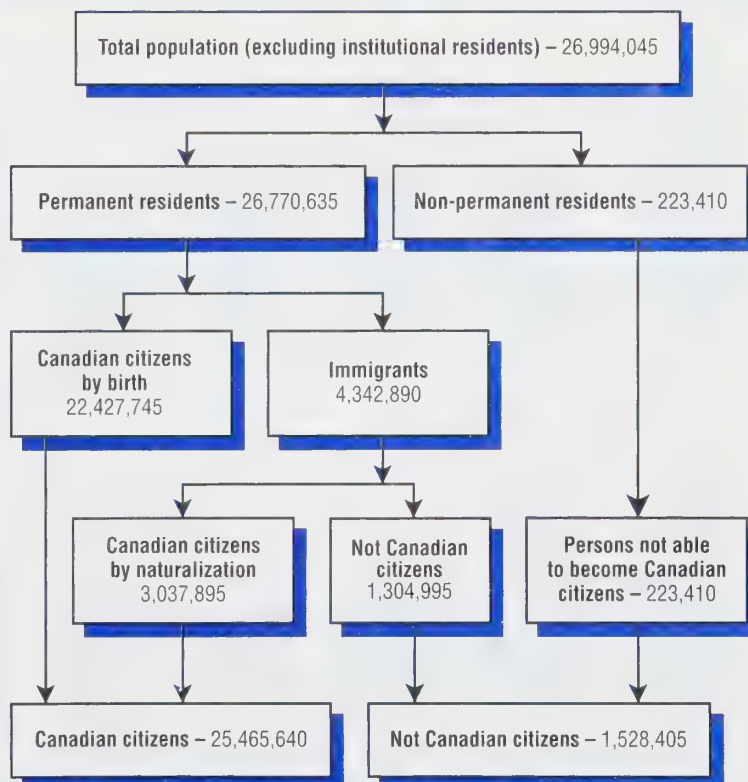 Total population (excluding institutional residents) – 26,994,045
Permanent residents – 26,770,635
Non-permanent residents – 223,410
Canadian citizens
by birth
22,427,745
Immigrants
4,342,890
Canadian citizens
by naturalization
3,037,895
Not Canadian
citizens
1,304,995
Persons not able
to become Canadian
citizens – 223,410
Canadian citizens – 25,465,640
Not Canadian citizens – 1,528,405